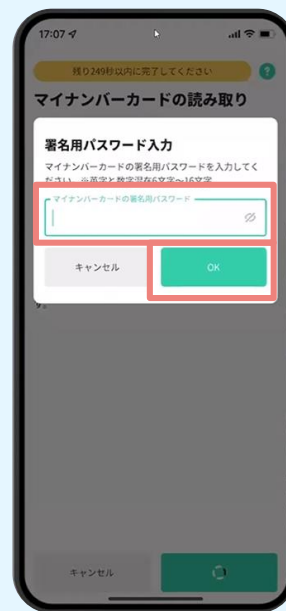 17:07
残り249秒以内に完了してください
?
マイナンバーカードの読み取り
署名用パスワード入力
マイナンバーカードの署名用パスワードを入力してく
ださい ※英字と数字混在6文字～16文字
マイナンバーカードの署名用パスワード
キャンセル
OK
す。
キャンセル